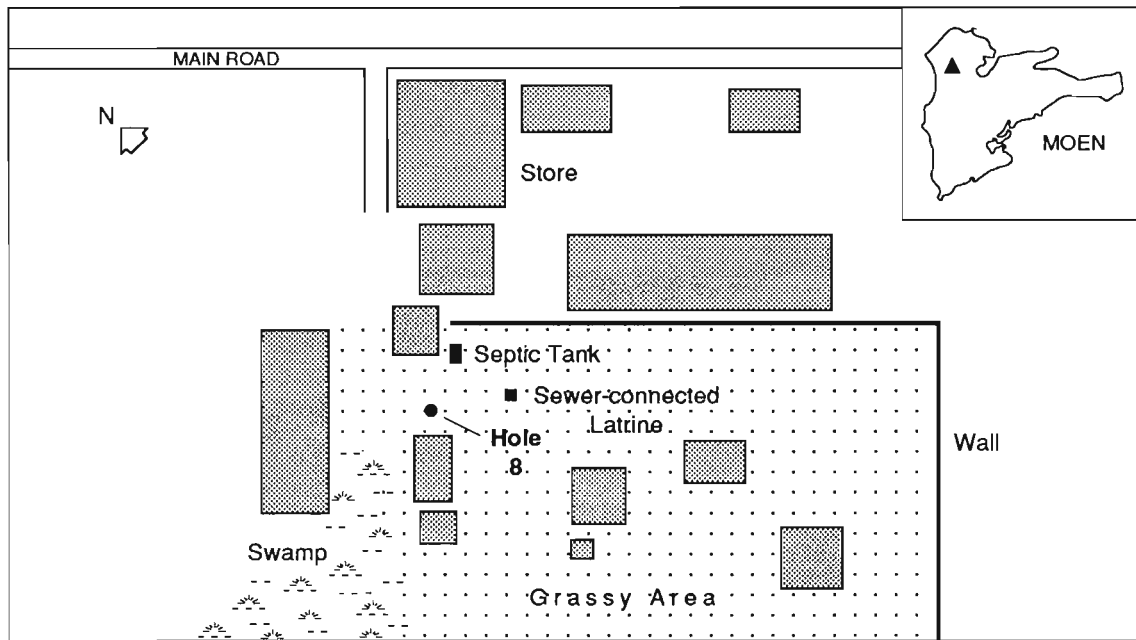 MAIN ROAD
N
MOEN
Store
Septic Tank
Sewer-connected
Latrine
Hole
8
Wall
Swamp
Grassy Area